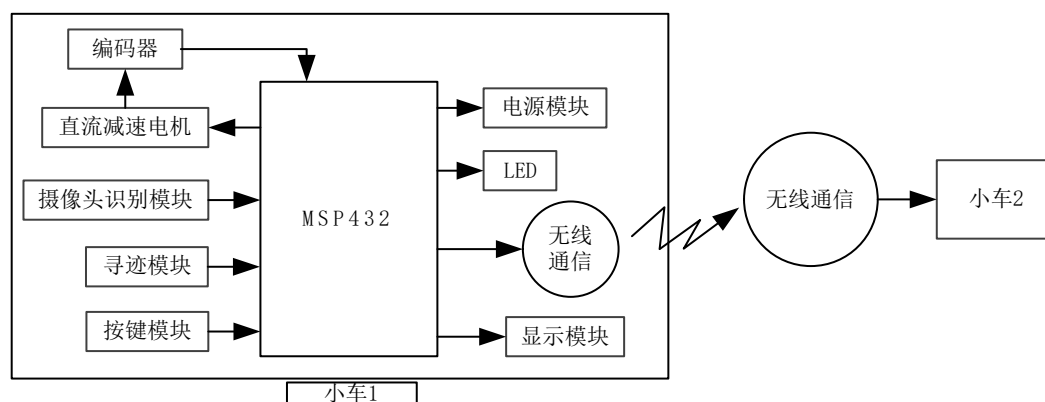 编码器
直流减速电机
摄像头识别模块
寻迹模块
按键模块
MSP432
电源模块
LED
无线
通信
显示模块
小车1
无线通信
小车2